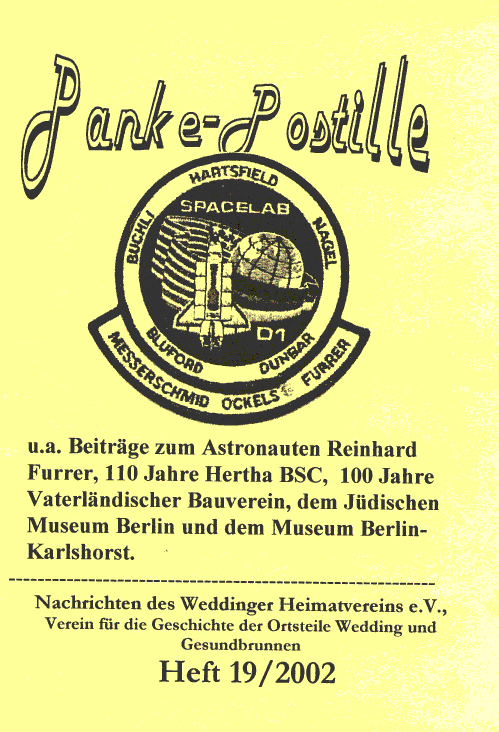 Panke-Postille
HARTSFIELD
BUCHLI
NAGEL
SPACELAB
D1
BLUFORD
DUNBAR
MESSERSCHMID OCKELS FURRER
u.a. Beiträge zum Astronauten Reinhard
Furrer, 110 Jahre Hertha BSC, 100 Jahre
Vaterländischer Bauverein, dem Jüdischen
Museum Berlin und dem Museum Berlin-
Karlshorst.
Nachrichten des Weddinger Heimatvereins e.V.,
Verein für die Geschichte der Ortsteile Wedding und
Gesundbrunnen
Heft 19/2002